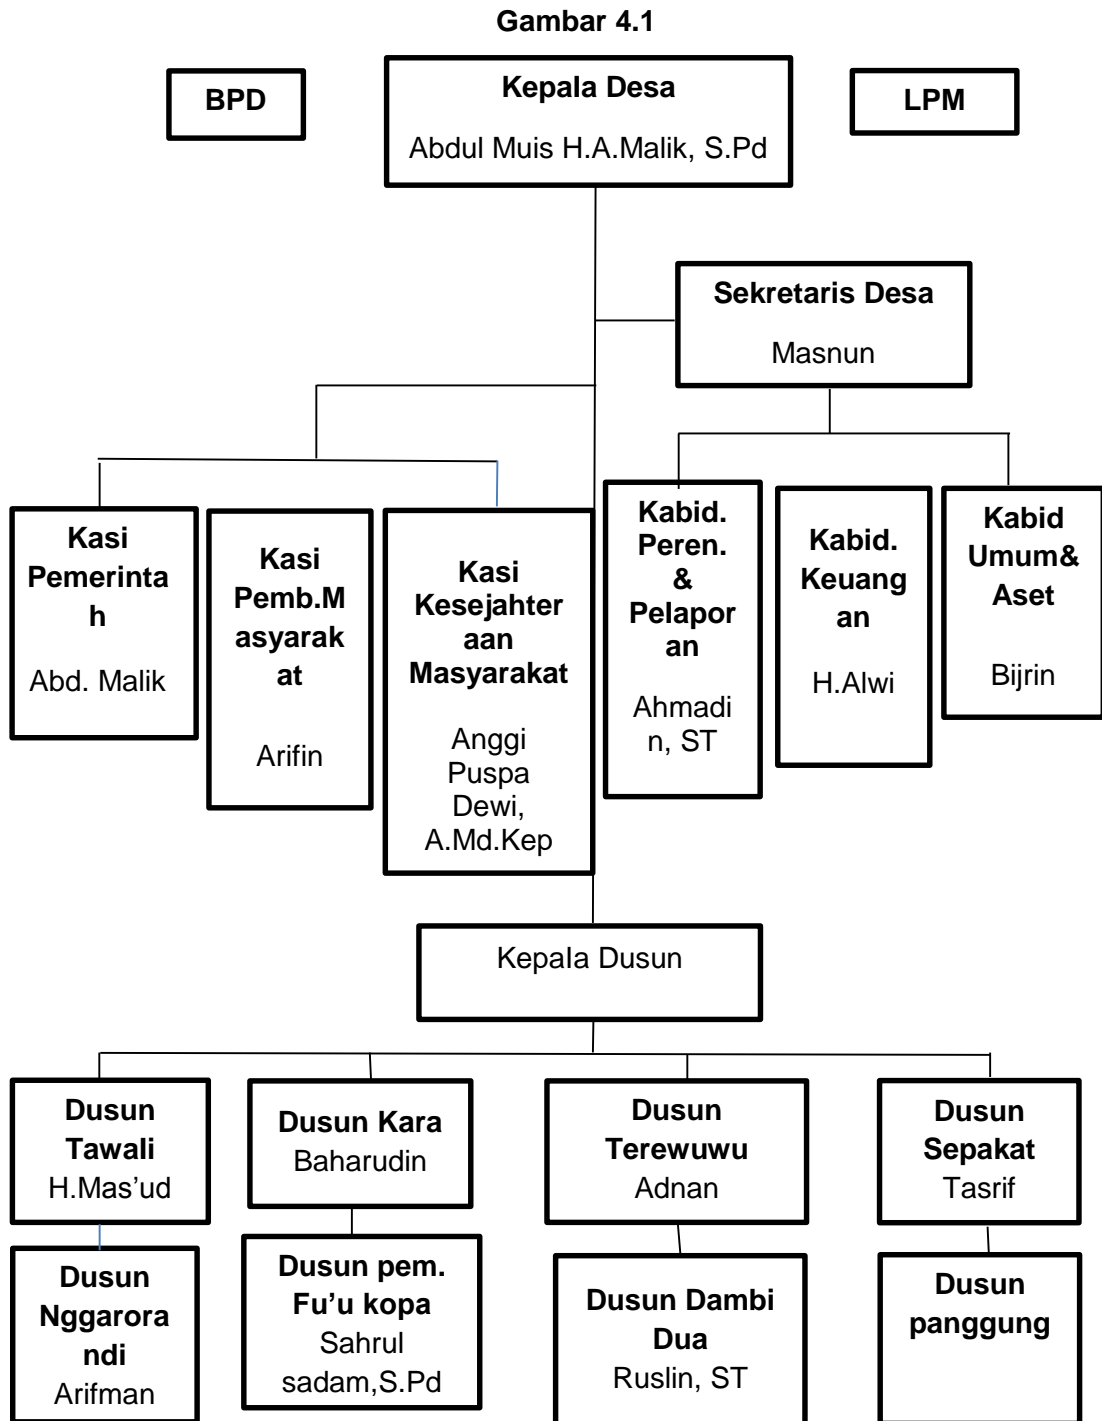 Gambar 4.1
BPD
Kepala Desa
Abdul Muis H.A.Malik, S.Pd
LPM
Sekretaris Desa
Masnun
Kasi
Pemerinta
h
Abd. Malik
Kasi
Pemb.M
asyarak
at
Arifin
Kasi
Kesejahter
aan
Masyarakat
Anggi
Puspa
Dewi,
A.Md.Kep
Kabid.
Peren.
&
Pelapor
an
Ahmadi
n, ST
Kabid.
Keuang
an
H.Alwi
Kabid
Umum&
Aset
Bijrin
Kepala Dusun
Dusun
Tawali
H.Mas’ud
Dusun Kara
Baharudin
Dusun
Terewuwu
Adnan
Dusun
Sepakat
Tasrif
Dusun
Nggarora
ndi
Arifman
Dusun pem.
Fu’u kopa
Sahrul
sadam,S.Pd
Dusun Dambi
Dua
Ruslin, ST
Dusun
panggung